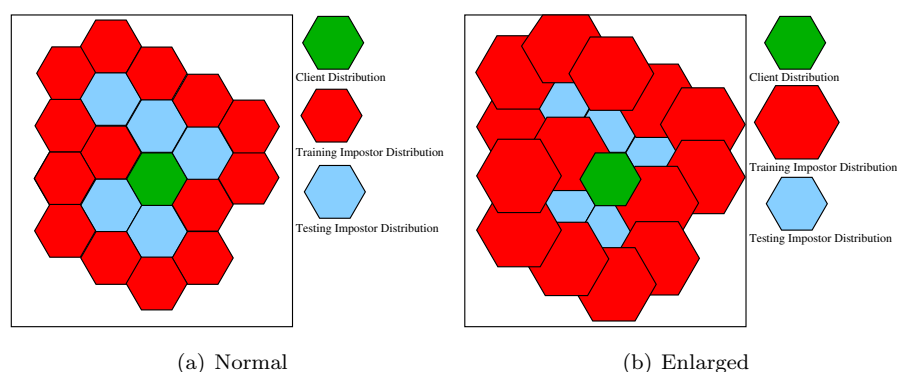 Client Distribution
Training Impostor Distribution
Testing Impostor Distribution
(a) Normal
Client Distribution
Training Impostor Distribution
Testing Impostor Distribution
(b) Enlarged